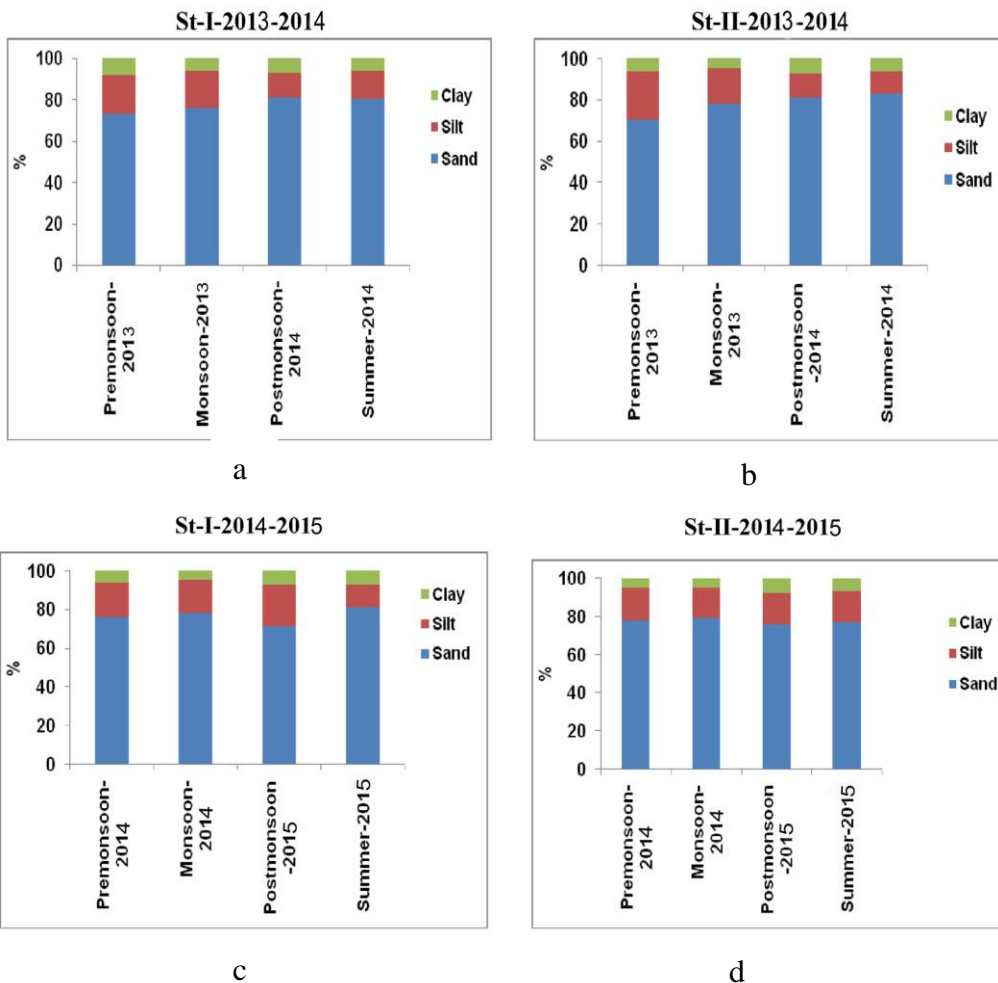 St-I-2013-2014
100
80
60
40
20
0
%
Clay
Silt
Sand
Premonsoon-
2013
Monsoon-2013
Postmonsoon-
2014
Summer-2014
a
St-II-2013-2014
100
80
60
40
20
0
%
Clay
Silt
Sand
Premonsoon-
2013
Monsoon-
2013
Postmonsoon
-2014
Summer-2014
b
St-I-2014-2015
100
80
60
40
20
0
%
Clay
Silt
Sand
Premonsoon-
2014
Monsoon-
2014
Postmonsoon
-2015
Summer-2015
c
St-II-2014-2015
100
80
60
40
20
0
%
Clay
Silt
Sand
Premonsoon-
2014
Monsoon-
2014
Postmonsoon
-2015
Summer-2015
d